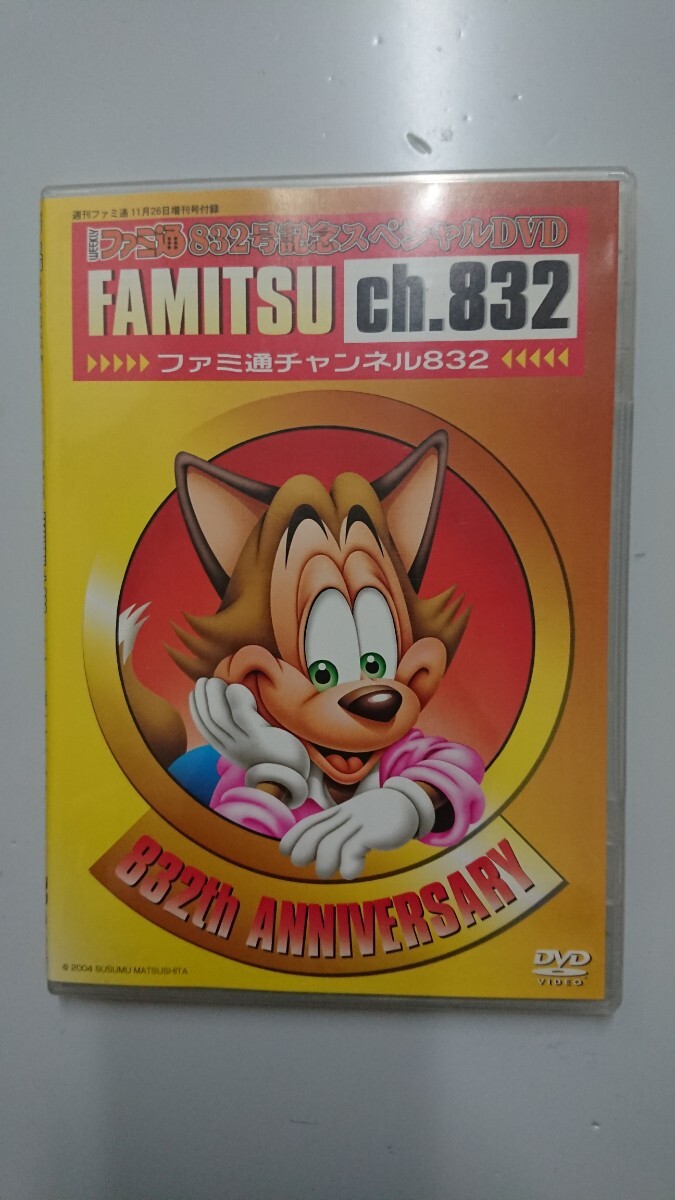 週刊ファミ通 11月26日増刊号付録
WEEKLY ファミ通 832号記念スペシャルDVD
FAMITSU ch.832
ファミ通チャンネル832
832th ANNIVERSARY
© 2004 SUSUMU MATSUSHITA
DVD
VIDEO